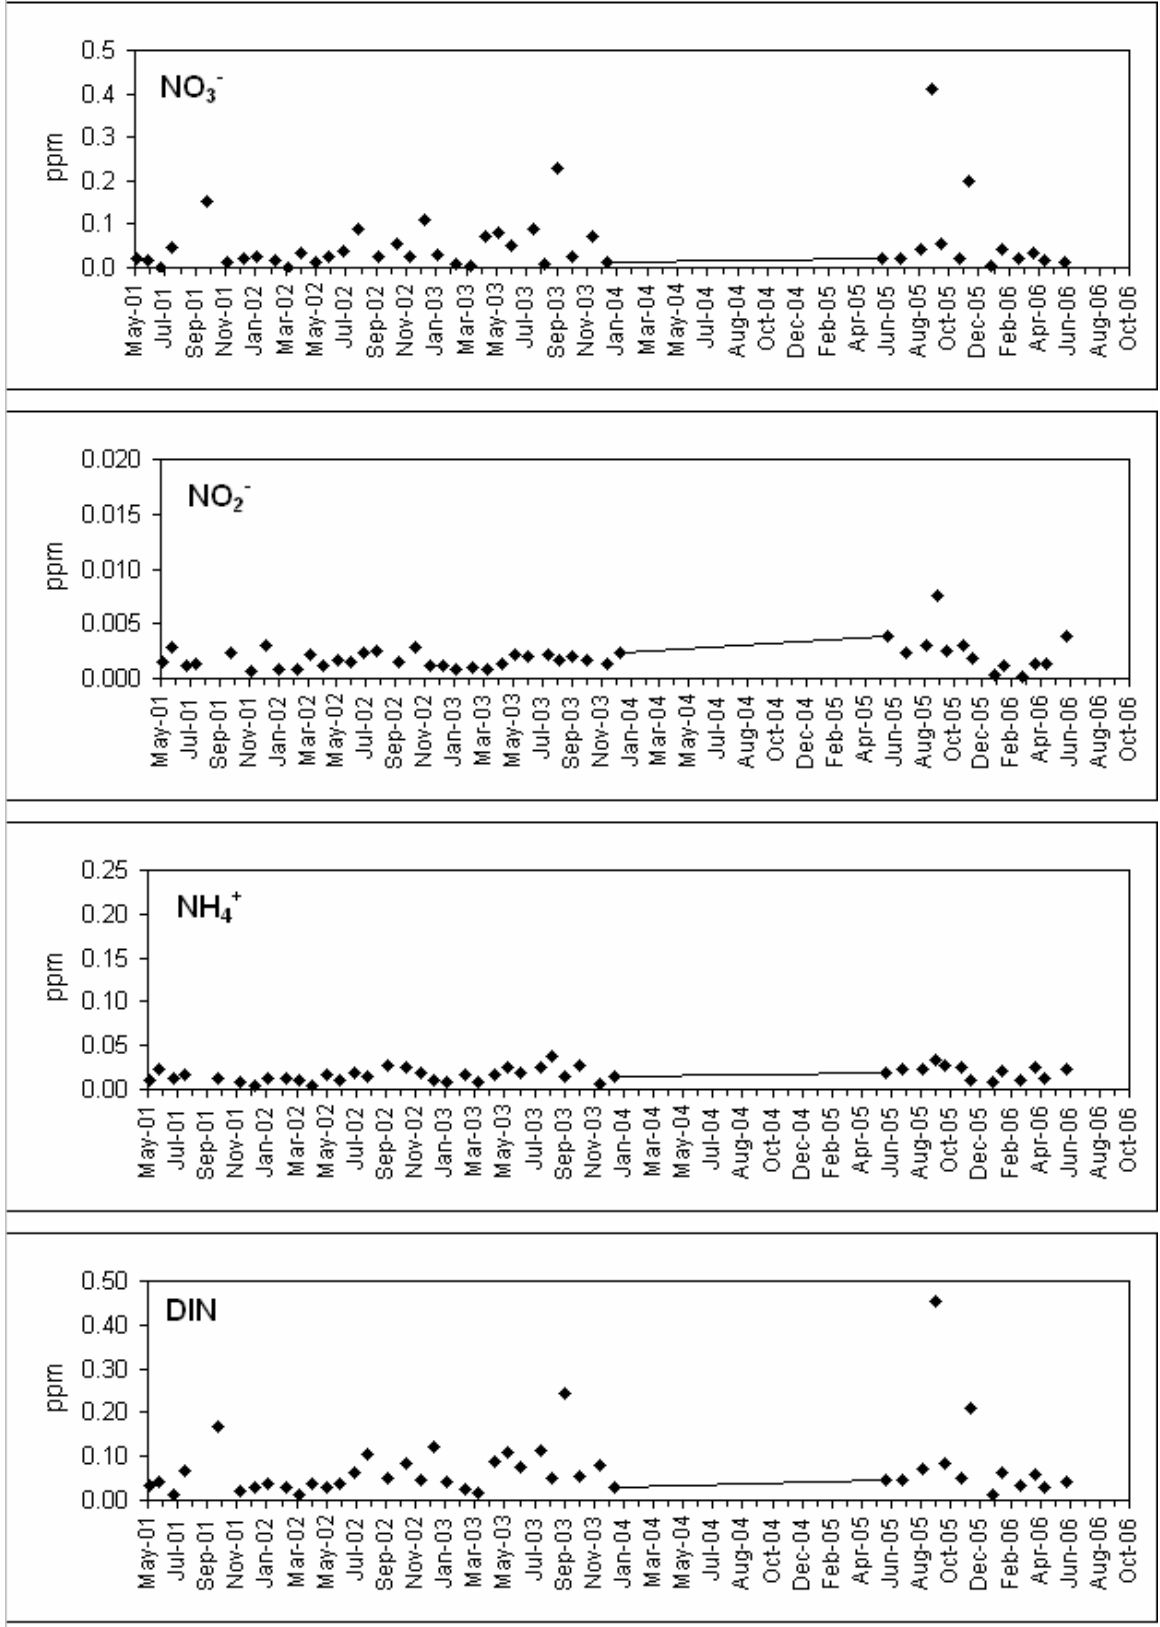 0.5
NO₃⁻
0.4
0.3
ppm
0.2
0.1
0.0
May-01 Jul-01 Sep-01 Nov-01 Jan-02 Mar-02 May-02 Jul-02 Sep-02 Nov-02 Jan-03 Mar-03 May-03 Jul-03 Sep-03 Nov-03 Jan-04 Mar-04 May-04 Jul-04 Aug-04 Oct-04 Dec-04 Feb-05 Apr-05 Jun-05 Aug-05 Oct-05 Dec-05 Feb-06 Apr-06 Jun-06 Aug-06 Oct-06
0.020
NO₂⁻
0.015
ppm
0.010
0.005
0.000
May-01 Jul-01 Sep-01 Nov-01 Jan-02 Mar-02 May-02 Jul-02 Sep-02 Nov-02 Jan-03 Mar-03 May-03 Jul-03 Sep-03 Nov-03 Jan-04 Mar-04 May-04 Jul-04 Aug-04 Oct-04 Dec-04 Feb-05 Apr-05 Jun-05 Aug-05 Oct-05 Dec-05 Feb-06 Apr-06 Jun-06 Aug-06 Oct-06
0.25
NH₄⁺
0.20
0.15
ppm
0.10
0.05
0.00
May-01 Jul-01 Sep-01 Nov-01 Jan-02 Mar-02 May-02 Jul-02 Sep-02 Nov-02 Jan-03 Mar-03 May-03 Jul-03 Sep-03 Nov-03 Jan-04 Mar-04 May-04 Jul-04 Aug-04 Oct-04 Dec-04 Feb-05 Apr-05 Jun-05 Aug-05 Oct-05 Dec-05 Feb-06 Apr-06 Jun-06 Aug-06 Oct-06
0.50
DIN
0.40
0.30
ppm
0.20
0.10
0.00
May-01 Jul-01 Sep-01 Nov-01 Jan-02 Mar-02 May-02 Jul-02 Sep-02 Nov-02 Jan-03 Mar-03 May-03 Jul-03 Sep-03 Nov-03 Jan-04 Mar-04 May-04 Jul-04 Aug-04 Oct-04 Dec-04 Feb-05 Apr-05 Jun-05 Aug-05 Oct-05 Dec-05 Feb-06 Apr-06 Jun-06 Aug-06 Oct-06